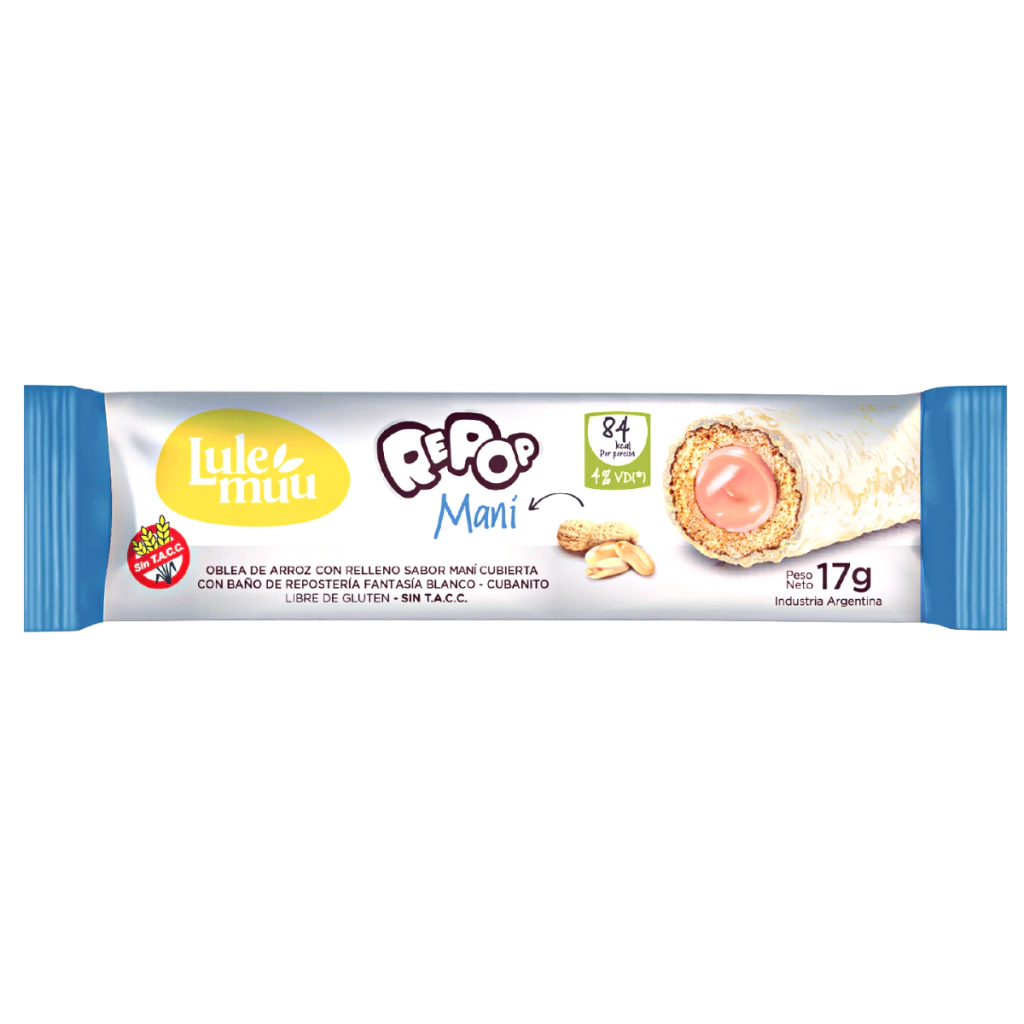 Lule
muu
REPOP
Maní
84
kcal
Por porción
4% VD(*)
Sin T.A.C.C.
OBLEA DE ARROZ CON RELLENO SABOR MANÍ CUBIERTA
CON BAÑO DE REPOSTERÍA FANTASÍA BLANCO - CUBANITO
LIBRE DE GLUTEN - SIN T.A.C.C.
Peso
Neto 17g
Industria Argentina